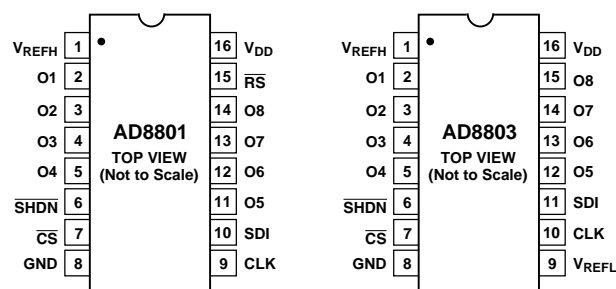 VREFH 1 16 VDD
O1 2 15 RS
O2 3 14 O8
O3 4 13 O7
O4 5 12 O6
SHDN 6 11 O5
CS 7 10 SDI
GND 8 9 CLK
AD8801
TOP VIEW
(Not to Scale)
VREFH 1 16 VDD
O1 2 15 O8
O2 3 14 O7
O3 4 13 O6
O4 5 12 O5
SHDN 6 11 SDI
CS 7 10 CLK
GND 8 9 VREFL
AD8803
TOP VIEW
(Not to Scale)